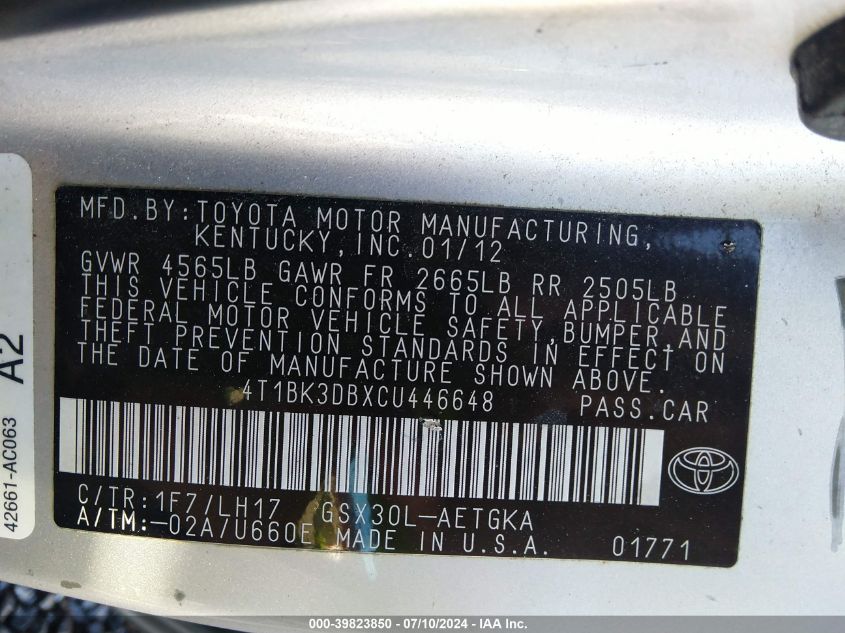 MFD.BY:TOYOTA MOTOR MANUFACTURING,
KENTUCKY,INC.01/12
GVWR 4565LB GAWR FR 2665LB RR 2505LB
THIS VEHICLE CONFORMS TO ALL APPLICABLE
FEDERAL MOTOR VEHICLE SAFETY,BUMPER,AND
THEFT PREVENTION STANDARDS IN EFFECT ON
THE DATE OF MANUFACTURE SHOWN ABOVE.
4T1BK3DBXCU446648 PASS.CAR
C/TR:1F7/LH17 GSX30L-AETGKA
A/TM:-02A/U660E MADE IN U.S.A. 01771
42661-AC063 A2
000-39823850 / 07/10/2024 - IAA Inc.